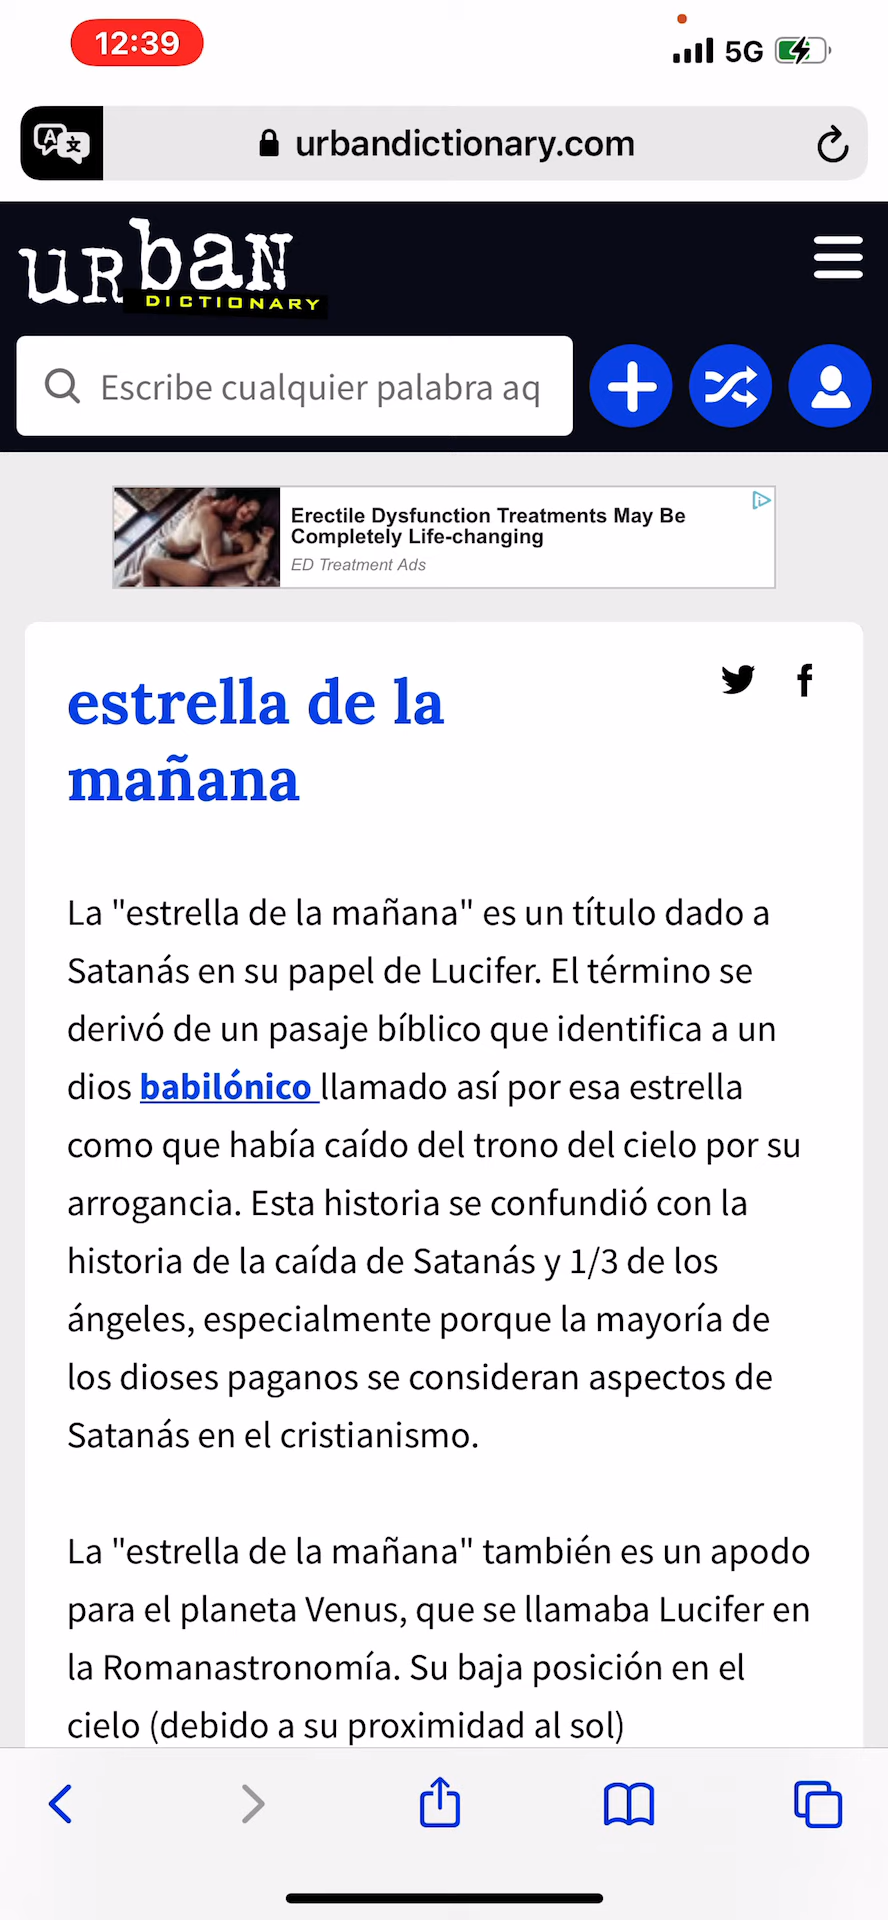 12:39
5G
urbandictionary.com
urban
DICTIONARY
Escribe cualquier palabra aq
Erectile Dysfunction Treatments May Be
Completely Life-changing
ED Treatment Ads
estrella de la
mañana
La "estrella de la mañana" es un título dado a
Satanás en su papel de Lucifer. El término se
derivó de un pasaje bíblico que identifica a un
dios babilónico llamado así por esa estrella
como que había caído del trono del cielo por su
arrogancia. Esta historia se confundió con la
historia de la caída de Satanás y 1/3 de los
ángeles, especialmente porque la mayoría de
los dioses paganos se consideran aspectos de
Satanás en el cristianismo.
La "estrella de la mañana" también es un apodo
para el planeta Venus, que se llamaba Lucifer en
la Romanastronomía. Su baja posición en el
cielo (debido a su proximidad al sol)